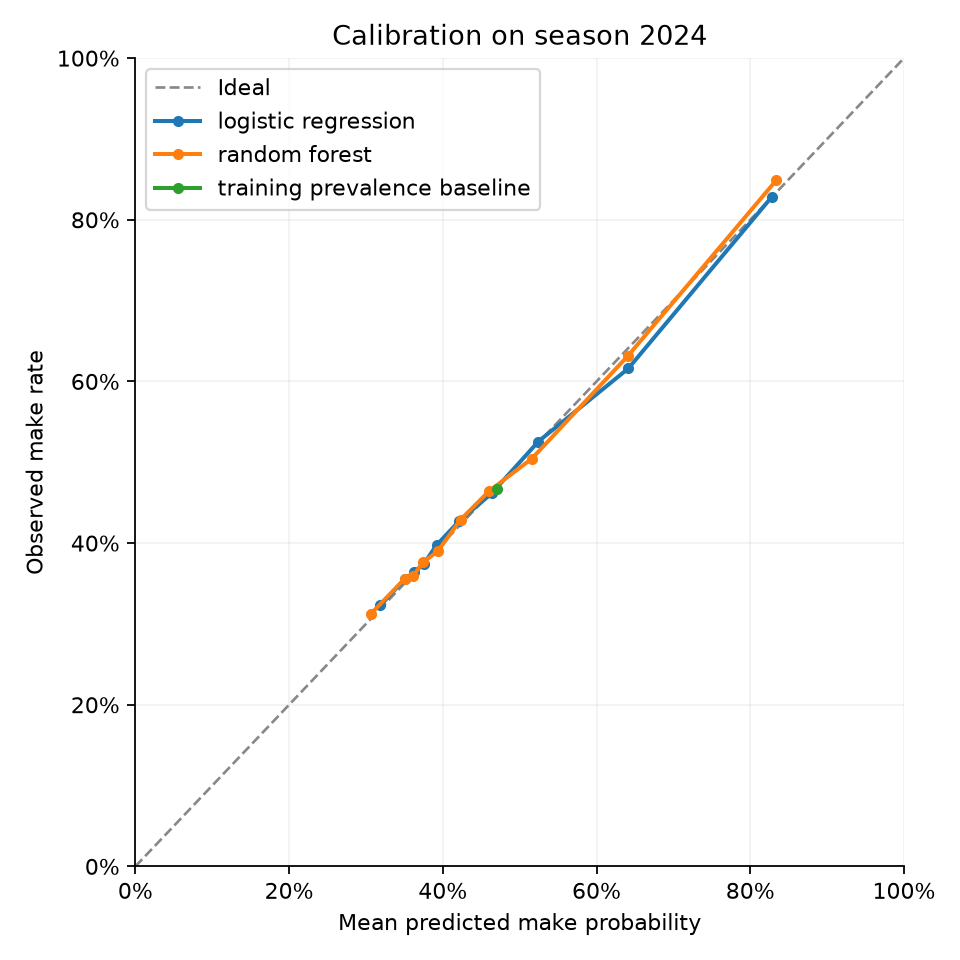 Calibration on season 2024
100%
80%
60%
40%
20%
0%
Observed make rate
Ideal
logistic regression
random forest
training prevalence baseline
0%
20%
40%
60%
80%
100%
Mean predicted make probability